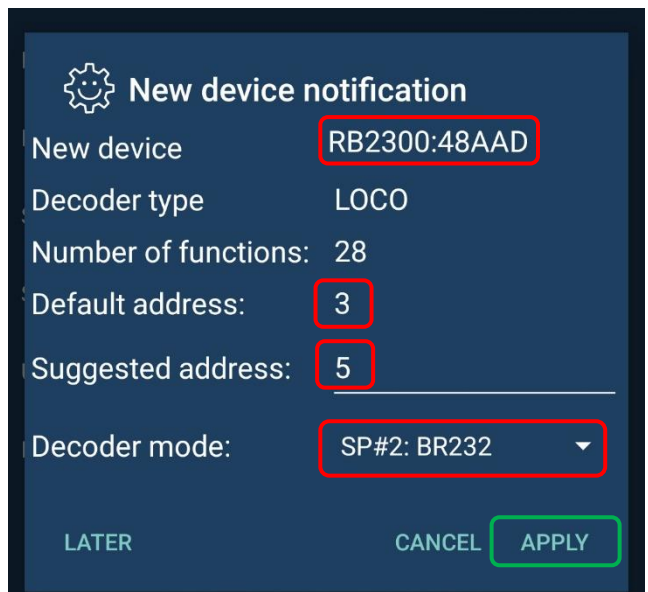 New device notification
New device RB2300:48AAD
Decoder type LOCO
Number of functions: 28
Default address: 3
Suggested address: 5
Decoder mode: SP#2: BR232
LATER CANCEL APPLY